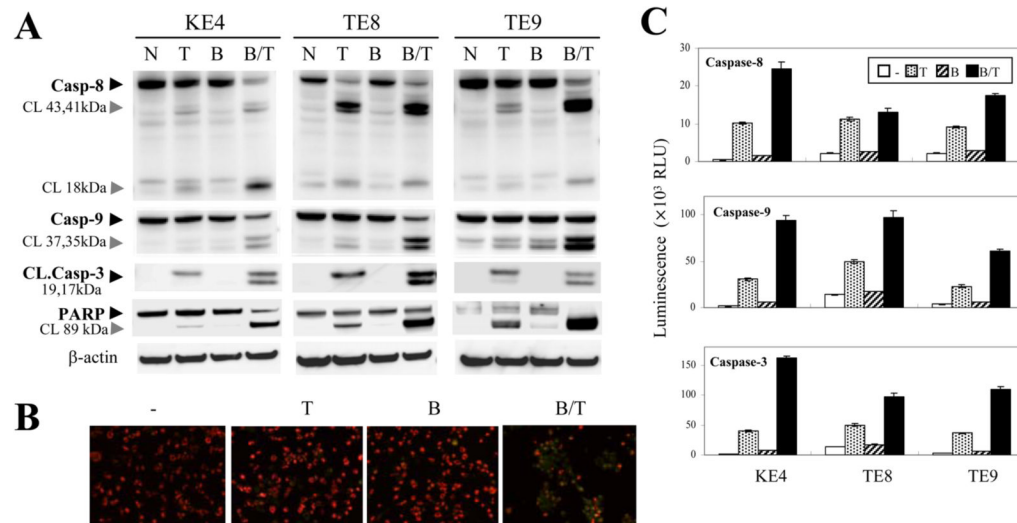 A
KE4 TE8 TE9
N T B B/T N T B B/T N T B B/T
Casp-8
CL 43,41kDa
CL 18kDa
Casp-9
CL 37,35kDa
CL.Casp-3
19,17kDa
PARP
CL 89 kDa
β-actin
B
- T B B/T
C
Luminescence (×10³ RLU)
Caspase-8
- T B B/T
30
20
10
0
Caspase-9
100
50
0
Caspase-3
150
100
50
0
KE4 TE8 TE9